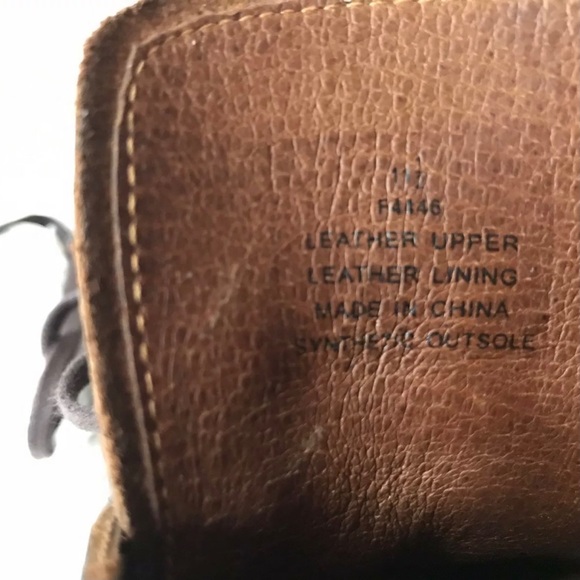 F4446
LEATHER UPPER
LEATHER LINING
MADE IN CHINA
SYNTHETIC OUTSOLE